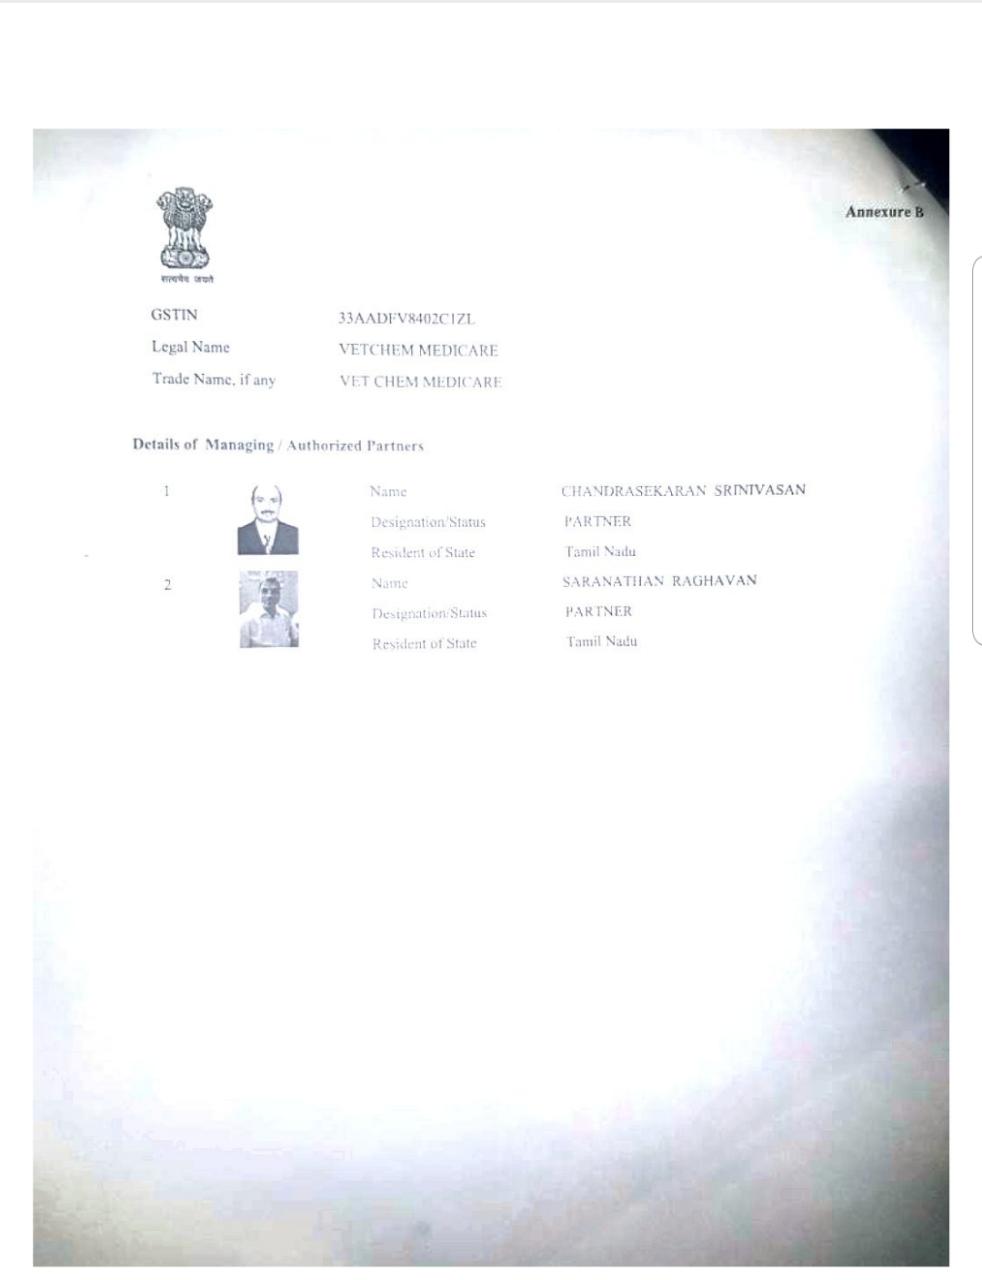 Annexure B
सत्यमेव जयते
GSTIN 33AADFV8402C1ZL
Legal Name VETCHEM MEDICARE
Trade Name, if any VET CHEM MEDICARE
Details of Managing / Authorized Partners
1 Name CHANDRASEKARAN SRINIVASAN
Designation/Status PARTNER
Resident of State Tamil Nadu
2 Name SARANATHAN RAGHAVAN
Designation/Status PARTNER
Resident of State Tamil Nadu